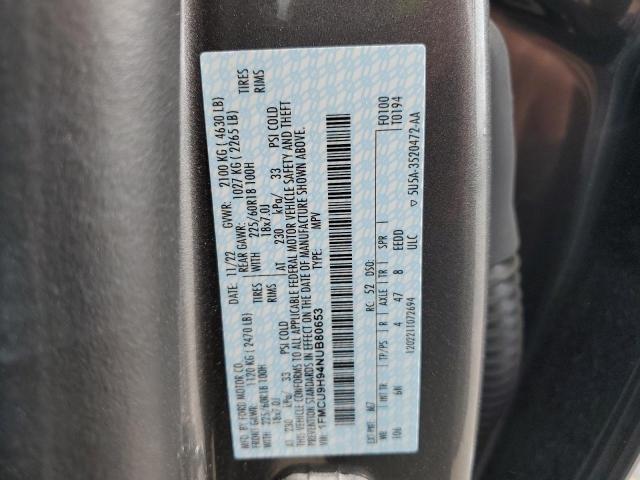 MFD. BY FORD MOTOR CO.
DATE: 11/22 GVWR: 2100 KG ( 4630 LB)
FRONT GAWR: 1120 KG ( 2470 LB) REAR GAWR: 1027 KG ( 2265 LB)
WITH 225/60R18 100H TIRES WITH 225/60R18 100H TIRES
18x7.0J RIMS 18x7.0J RIMS
AT 230 kPa/ 33 PSI COLD AT 230 kPa/ 33 PSI COLD
THIS VEHICLE CONFORMS TO ALL APPLICABLE FEDERAL MOTOR VEHICLE SAFETY AND THEFT
PREVENTION STANDARDS IN EFFECT ON THE DATE OF MANUFACTURE SHOWN ABOVE.
VIN: 1FMCU9H94NUB80653 TYPE: MPV
F0100
T0194
EXT PNT: M7 RC: 52 DSO:
WB TP/PS R AXLE TR SPR
106 6N 4 47 8 EEDD
1202211072694 ULC
▽ 5U5A-3520472-AA